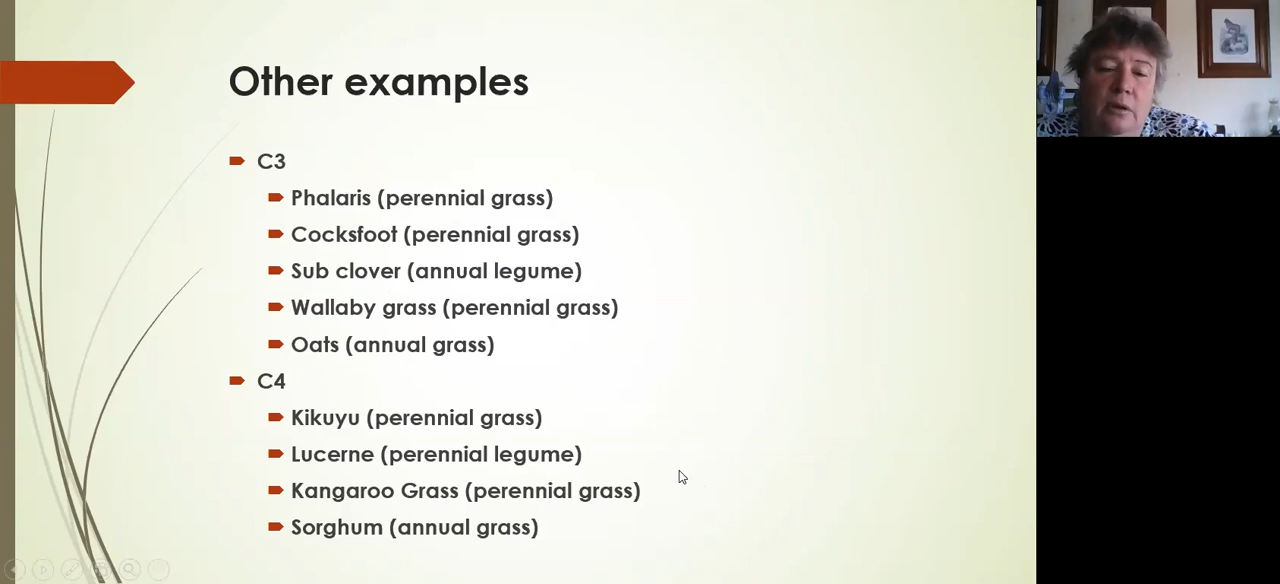 Other examples
C3
Phalaris (perennial grass)
Cocksfoot (perennial grass)
Sub clover (annual legume)
Wallaby grass (perennial grass)
Oats (annual grass)
C4
Kikuyu (perennial grass)
Lucerne (perennial legume)
Kangaroo Grass (perennial grass)
Sorghum (annual grass)